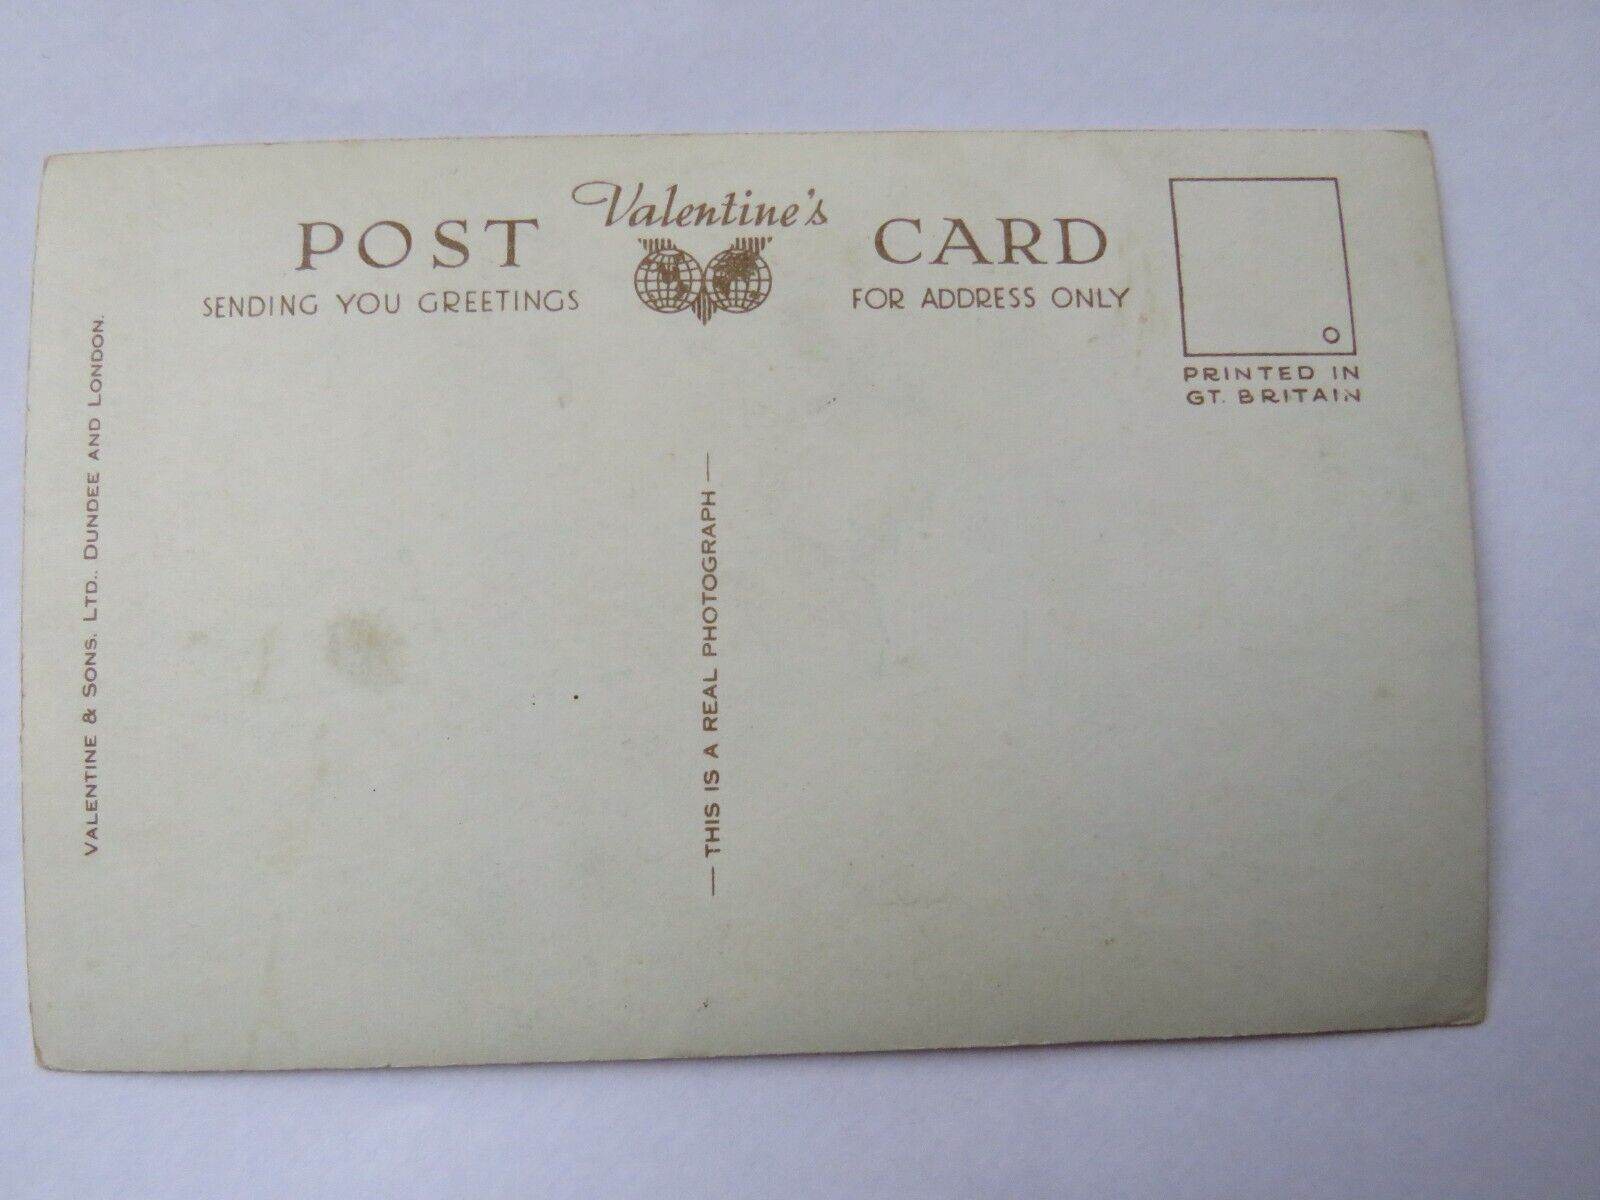 Valentine's
POST CARD
SENDING YOU GREETINGS
FOR ADDRESS ONLY
O
PRINTED IN
GT. BRITAIN
VALENTINE & SONS. LTD.. DUNDEE AND LONDON.
— THIS IS A REAL PHOTOGRAPH —